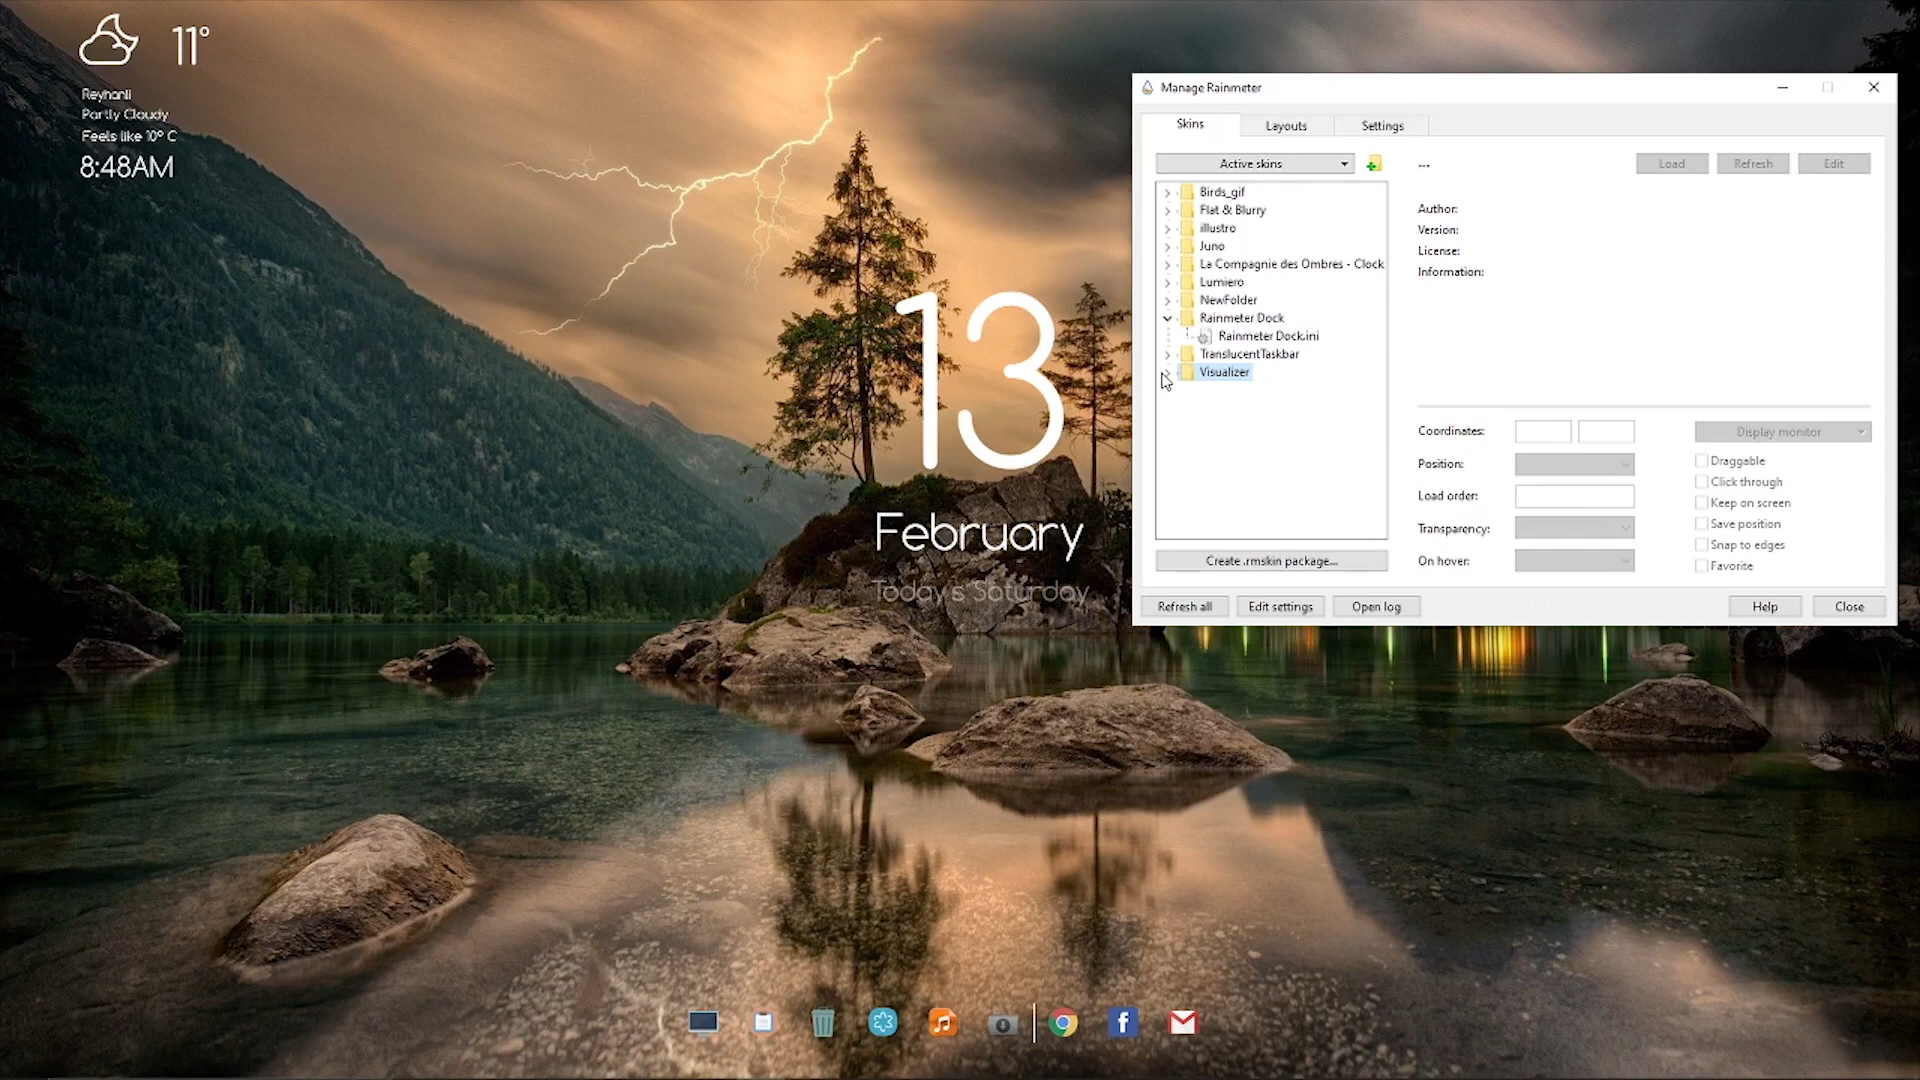 11°
Reyhanli
Partly Cloudy
Feels like 10° C
8:48AM
13
February
Today's Saturday
Manage Rainmeter
Skins
Layouts
Settings
Active skins
---
Load
Refresh
Edit
Birds_gif
Flat & Blurry
illustro
Juno
La Compagnie des Ombres - Clock
Lumiero
NewFolder
Rainmeter Dock
Rainmeter Dock.ini
TranslucentTaskbar
Visualizer
Author:
Version:
License:
Information:
Coordinates:
Position:
Load order:
Transparency:
On hover:
Display monitor
Draggable
Click through
Keep on screen
Save position
Snap to edges
Favorite
Create .rmskin package...
Refresh all
Edit settings
Open log
Help
Close